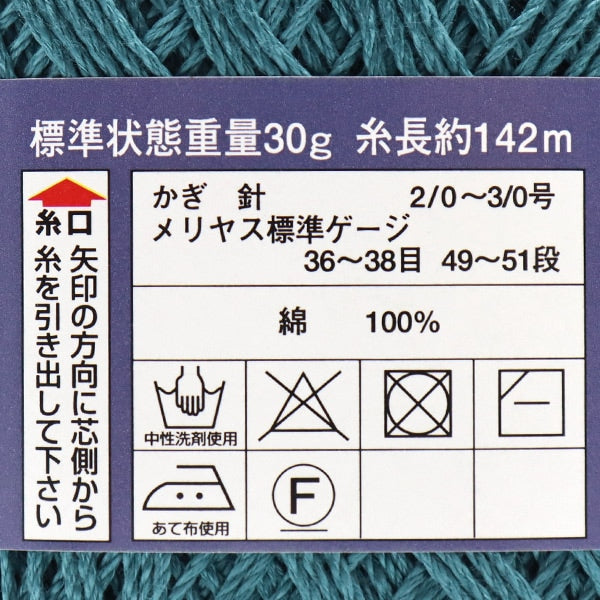 標準状態重量30g 糸長約142m
糸口
矢印の方向に芯側から
糸を引き出して下さい
かぎ 針 2/0〜3/0号
メリヤス標準ゲージ
36〜38目 49〜51段
綿 100%
中性洗剤使用
あて布使用
F